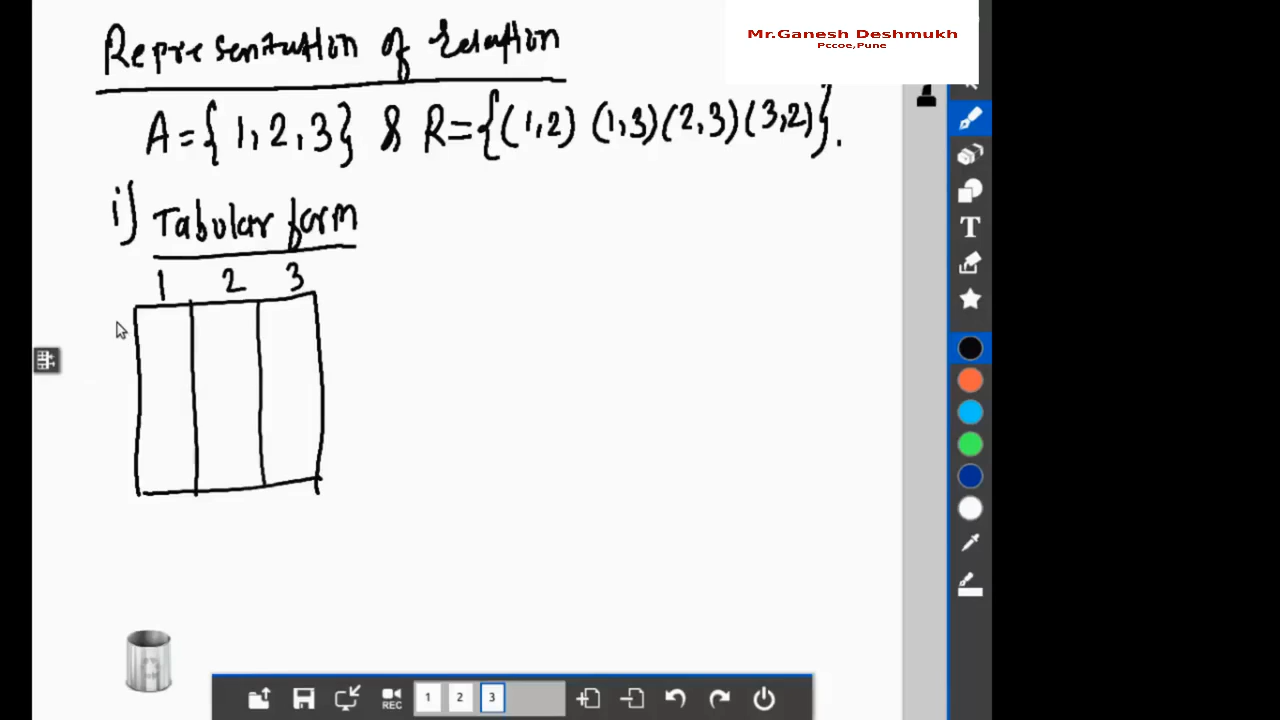 Mr.Ganesh Deshmukh
Pccoe,Pune
Representation of relation
A = { 1, 2, 3 } & R = { (1,2) (1,3) (2,3) (3,2) }.
i) Tabular form
1 2 3
T
REC
1 2 3